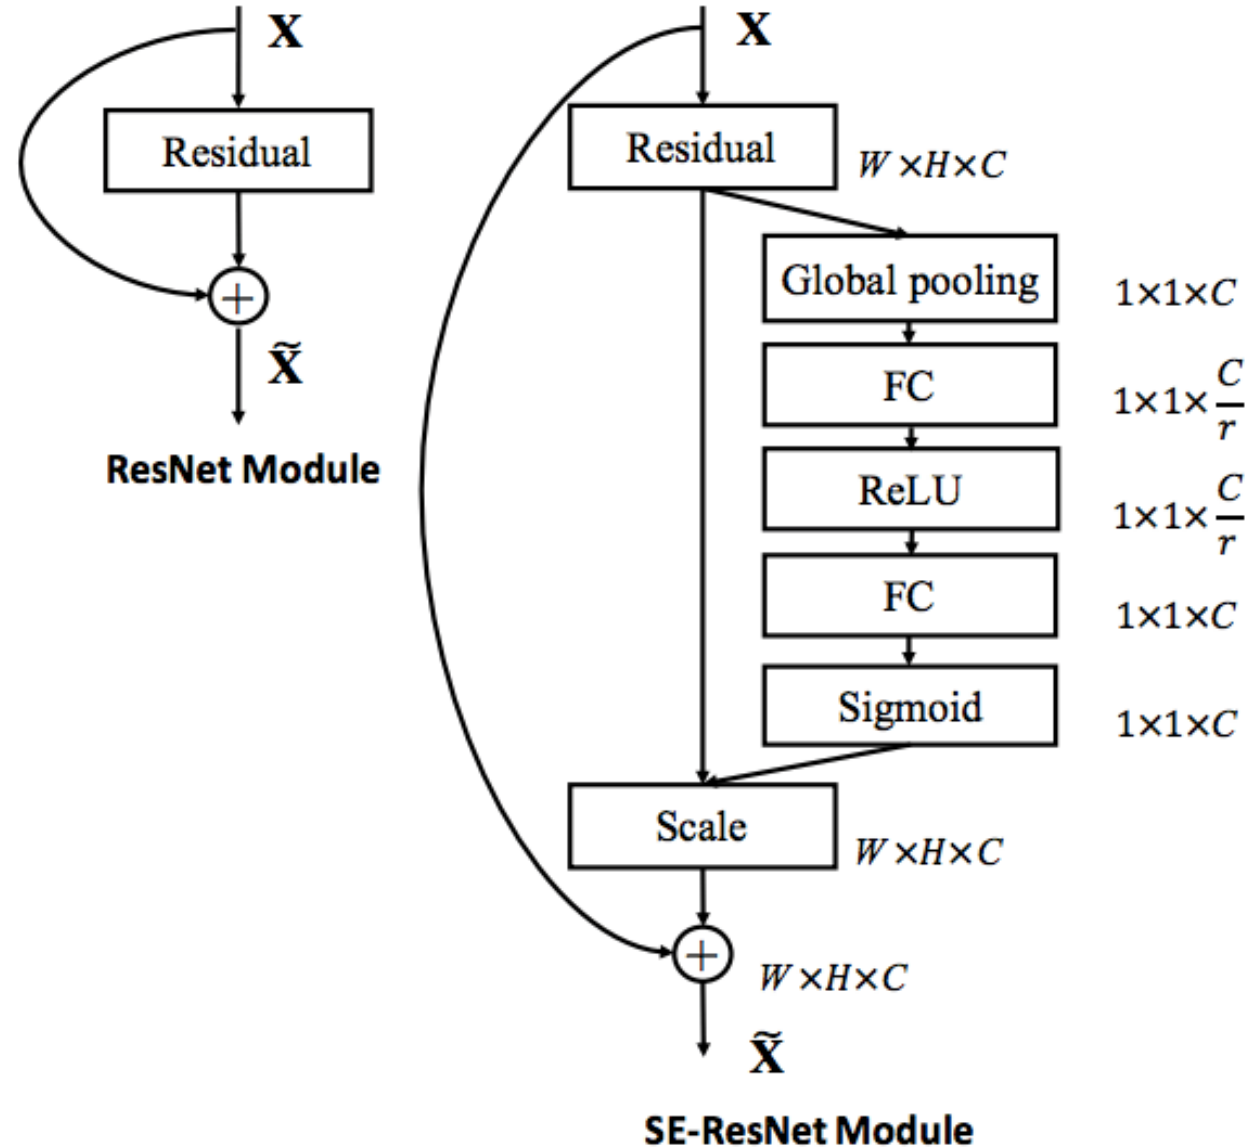 X
Residual
+
X̃
ResNet Module
X
Residual
W×H×C
Global pooling
1×1×C
FC
1×1×C/r
ReLU
1×1×C/r
FC
1×1×C
Sigmoid
1×1×C
Scale
W×H×C
+
W×H×C
X̃
SE-ResNet Module